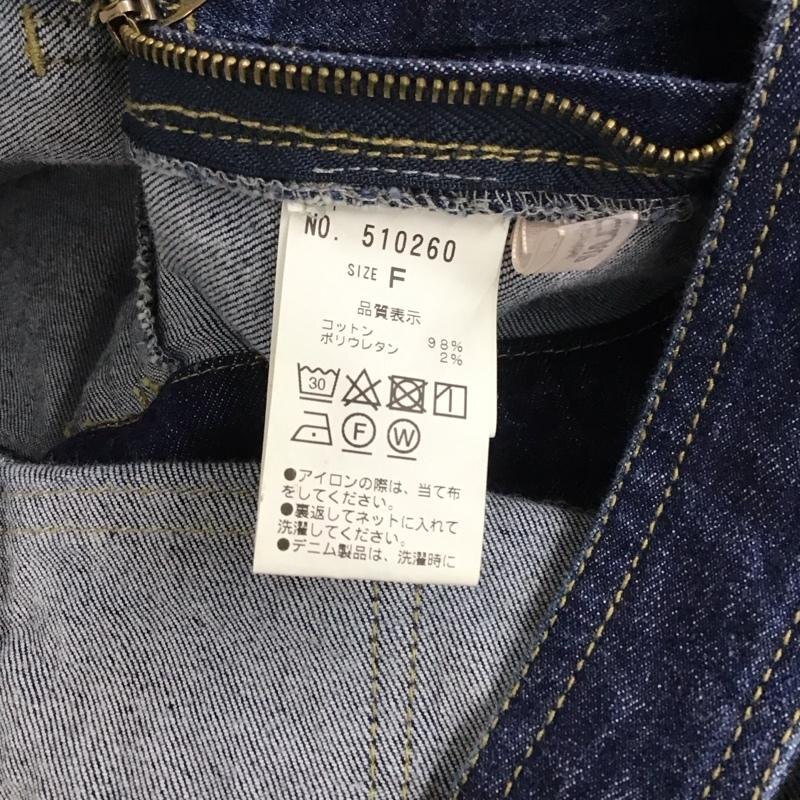 NO. 510260
SIZE F
品質表示
コットン 98%
ポリウレタン 2%
30
F W
●アイロンの際は、当て布
をしてください。
●裏返してネットに入れて
洗濯してください。
●デニム製品は、洗濯時に